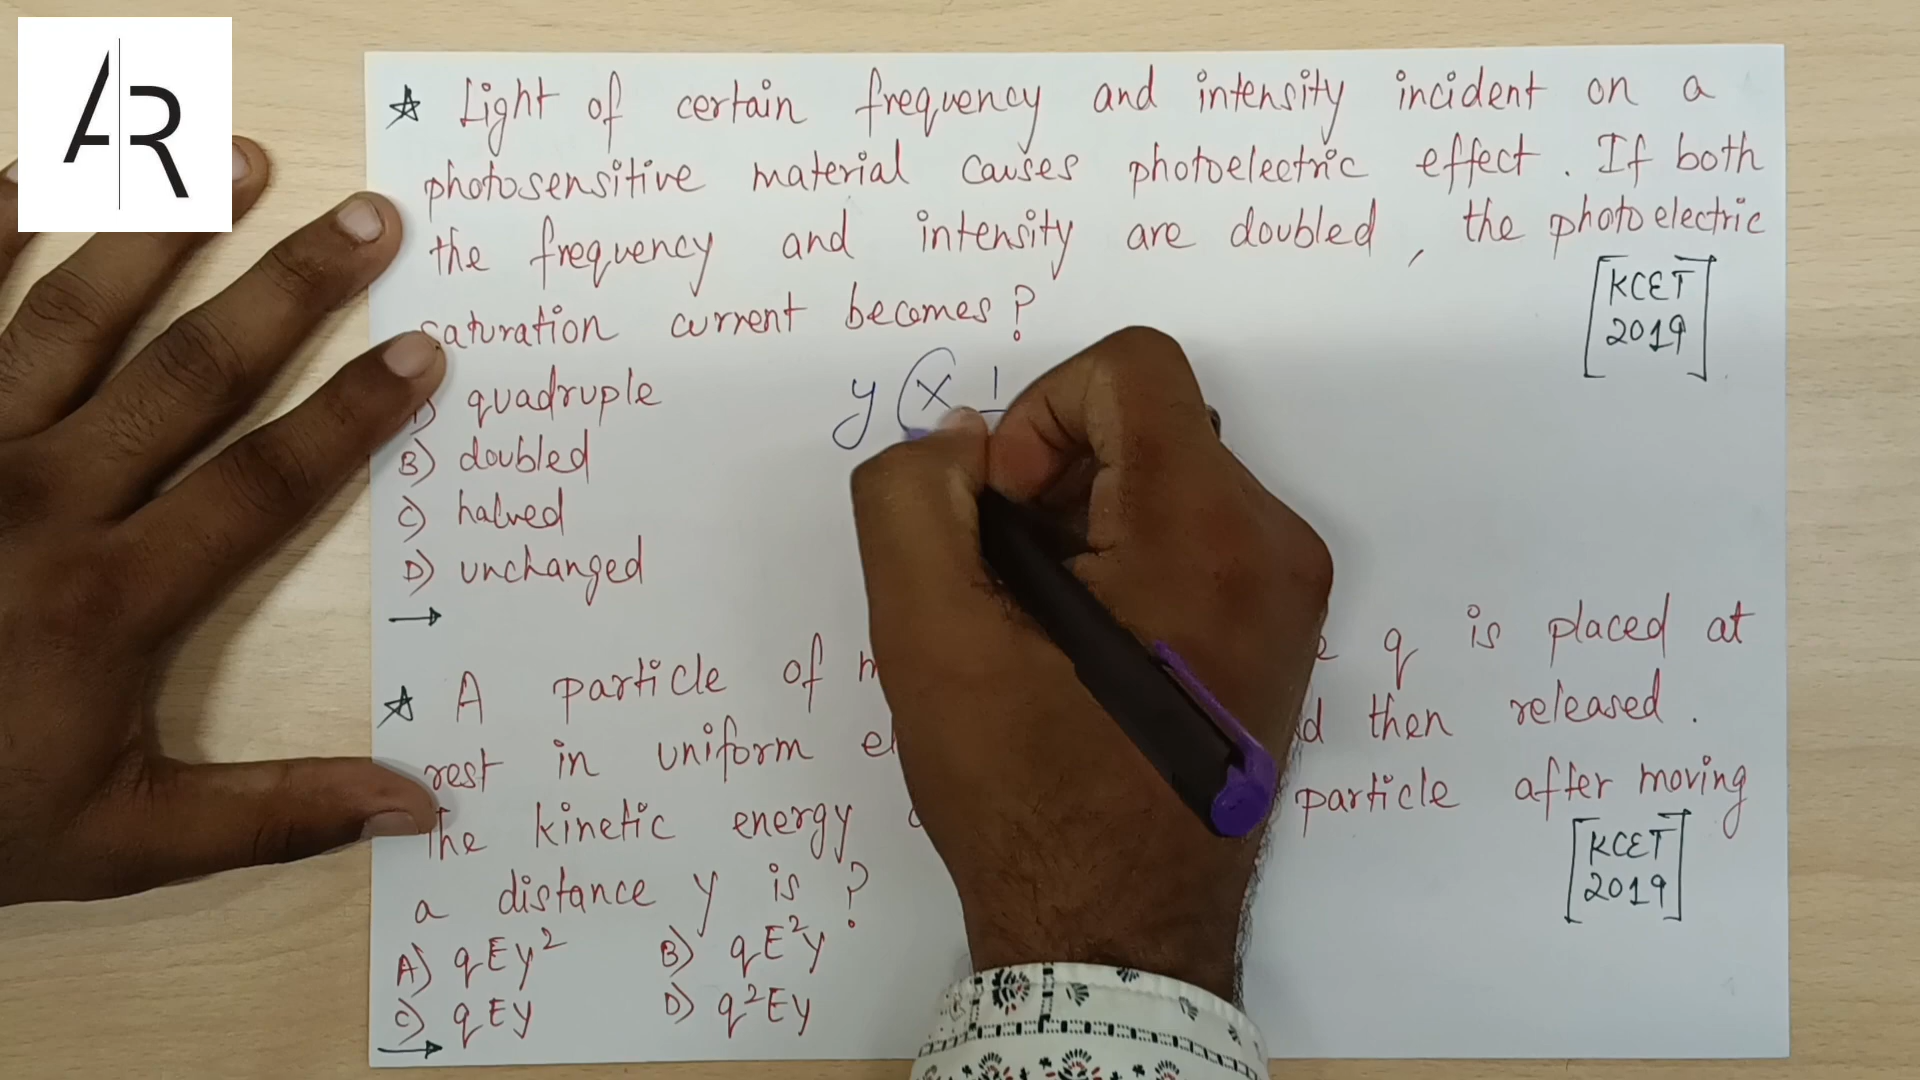 AR
☆ Light of certain frequency and intensity incident on a
photosensitive material causes photoelectric effect. If both
the frequency and intensity are doubled, the photoelectric
saturation current becomes?
[KCET
2019]
quadruple
B) doubled
C) halved
D) unchanged
y (x 1
→
☆ A particle of q is placed at
rest in uniform then released.
The kinetic energy particle after moving
a distance y is?
[KCET
2019]
A) qEy² B) qE²y
C) qEy D) q²Ey
→